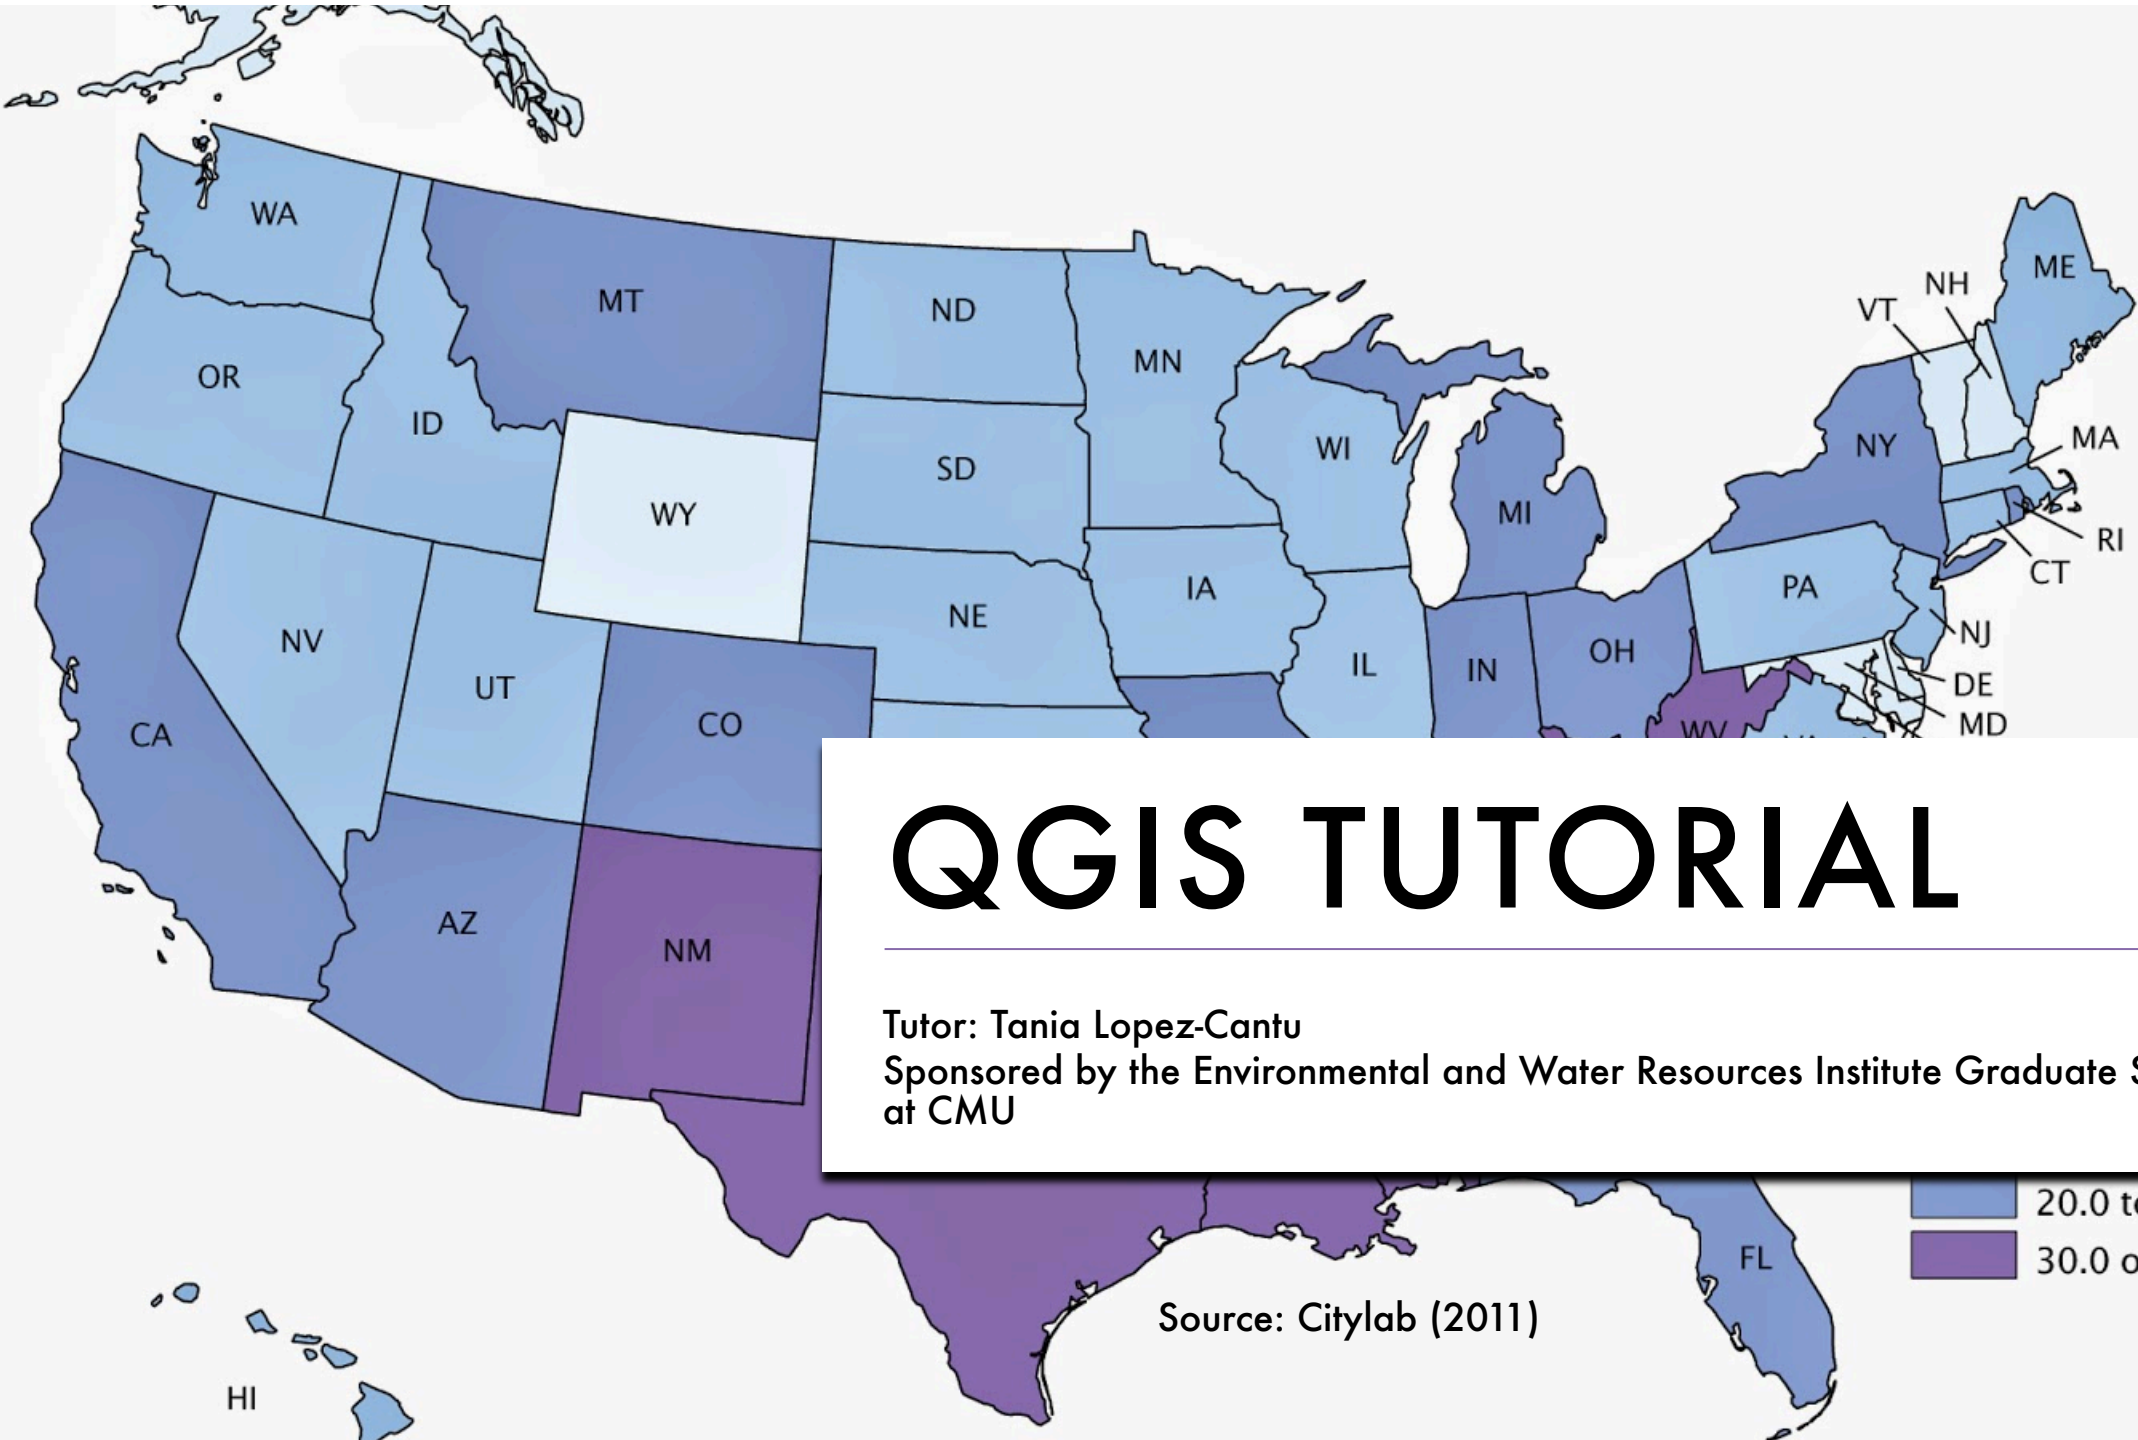 WA
MT
ND
MN
ME
NH
VT
OR
ID
SD
WI
NY
MA
WY
MI
RI
CT
NE
IA
PA
NV
UT
IL
IN
OH
NJ
DE
MD
CA
CO
WV
QGIS TUTORIAL
AZ
NM
Tutor: Tania Lopez-Cantu
Sponsored by the Environmental and Water Resources Institute Graduate
at CMU
20.0
FL
30.0
Source: Citylab (2011)
HI